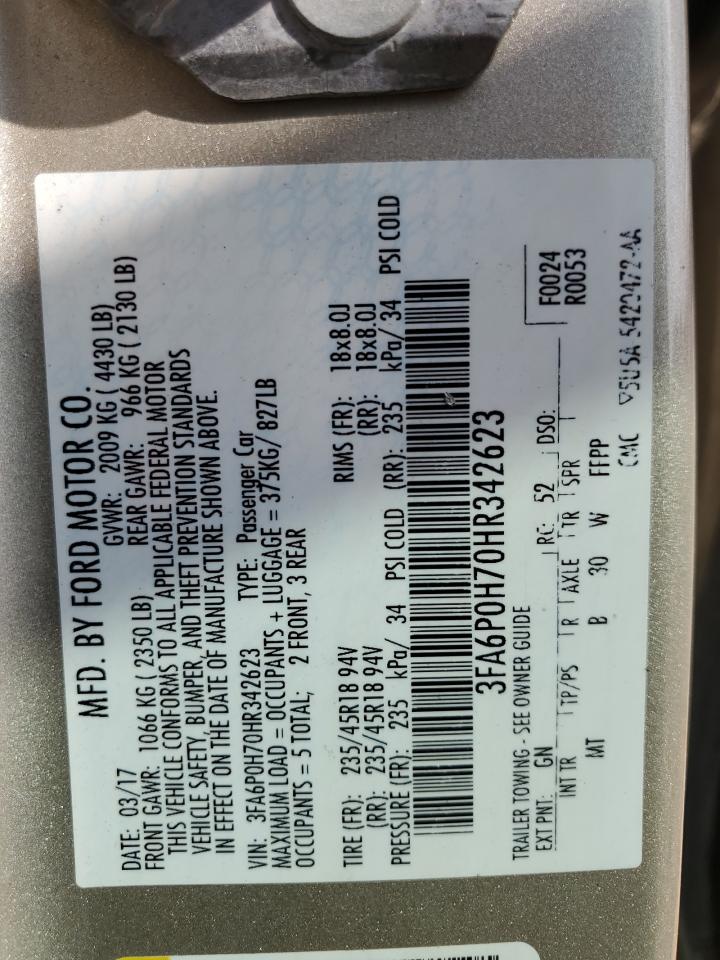 MFD. BY FORD MOTOR CO.
DATE: 03/17 GVWR: 2009 KG ( 4430 LB)
FRONT GAWR: 1066 KG ( 2350 LB) REAR GAWR: 966 KG ( 2130 LB)
THIS VEHICLE CONFORMS TO ALL APPLICABLE FEDERAL MOTOR
VEHICLE SAFETY, BUMPER, AND THEFT PREVENTION STANDARDS
IN EFFECT ON THE DATE OF MANUFACTURE SHOWN ABOVE.
VIN: 3FA6P0H70HR342623 TYPE: Passenger Car
MAXIMUM LOAD = OCCUPANTS + LUGGAGE = 375KG/ 827LB
OCCUPANTS = 5 TOTAL; 2 FRONT, 3 REAR
TIRE (FR): 235/45R18 94V RIMS (FR): 18x8.0J
(RR): 235/45R18 94V (RR): 18x8.0J
PRESSURE (FR): 235 kPa/ 34 PSI COLD (RR): 235 kPa/ 34 PSI COLD
3FA6P0H70HR342623
TRAILER TOWING - SEE OWNER GUIDE
EXT PNT: GN RC: 52 DSO: F0024
R0053
INT TR TP/PS R AXLE TR SPR
MT B 30 W FFPP